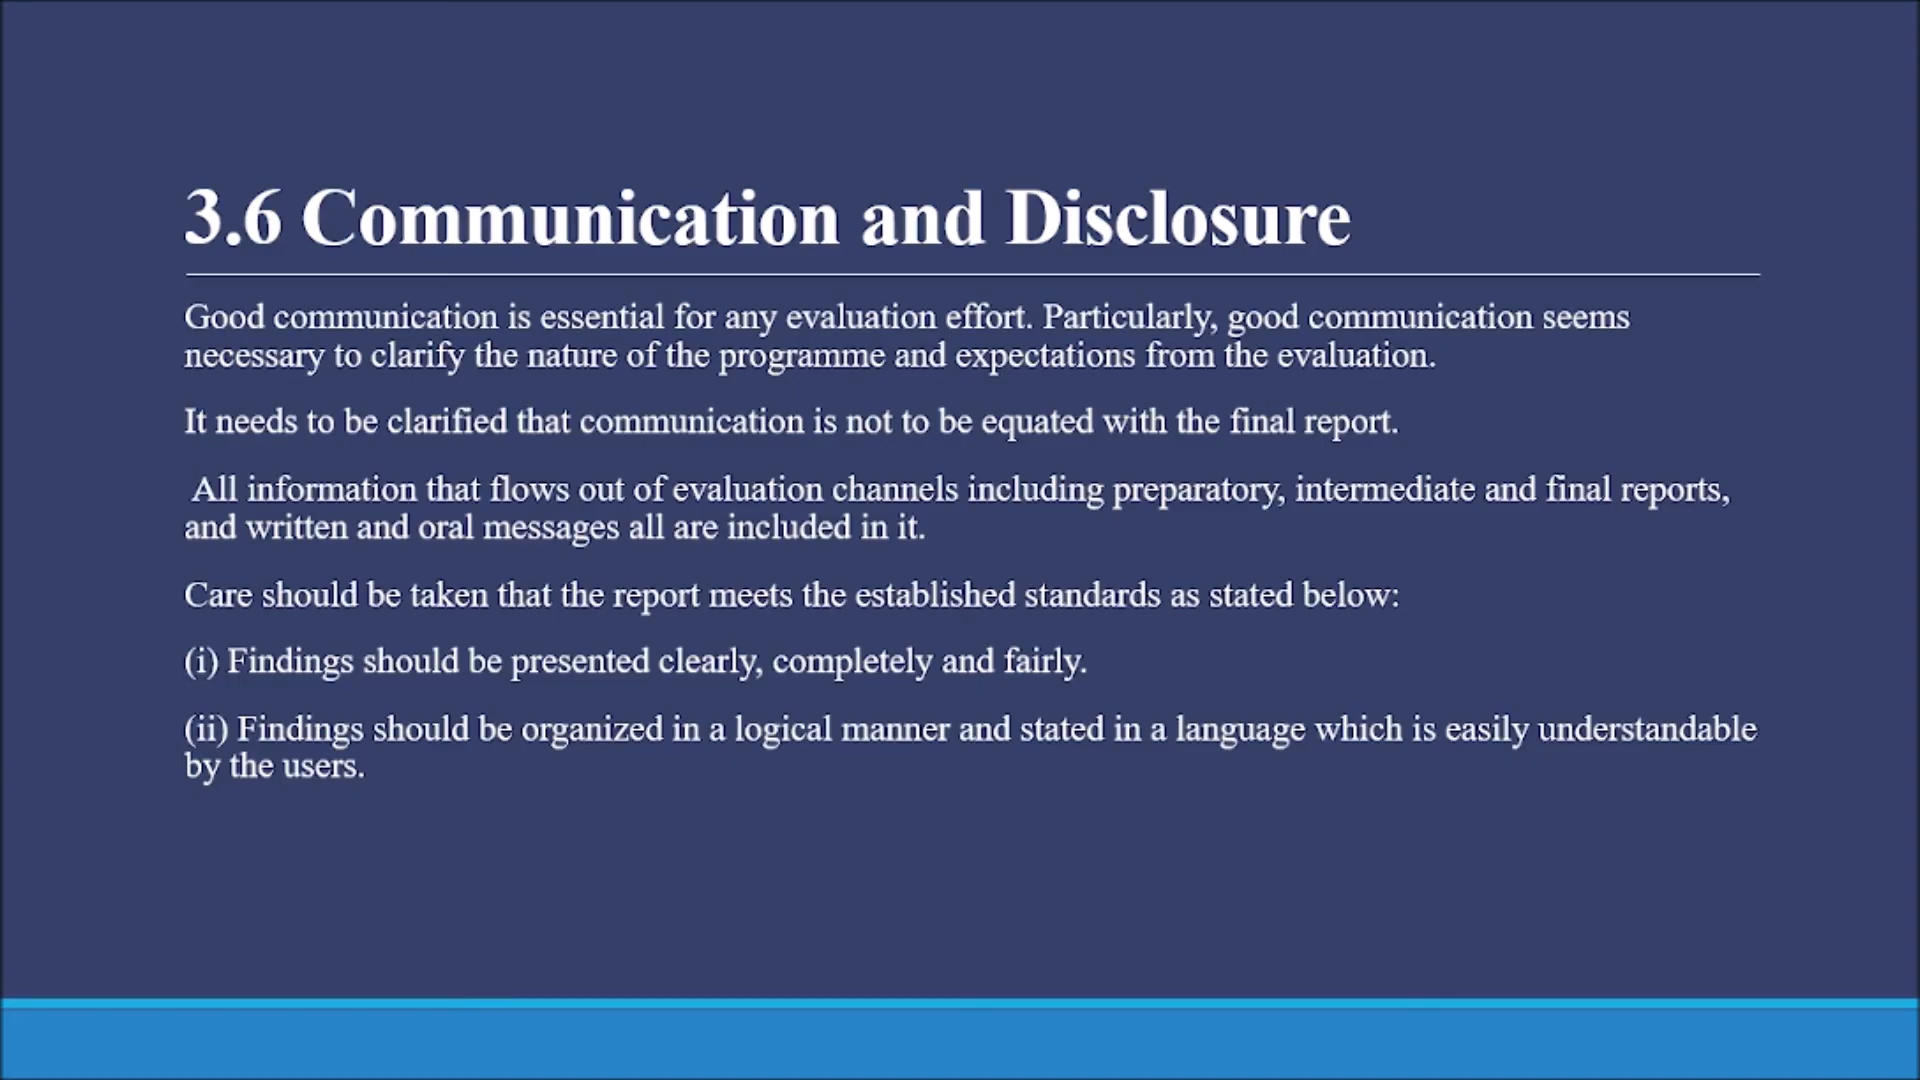 3.6 Communication and Disclosure
Good communication is essential for any evaluation effort. Particularly, good communication seems
necessary to clarify the nature of the programme and expectations from the evaluation.
It needs to be clarified that communication is not to be equated with the final report.
All information that flows out of evaluation channels including preparatory, intermediate and final reports,
and written and oral messages all are included in it.
Care should be taken that the report meets the established standards as stated below:
(i) Findings should be presented clearly, completely and fairly.
(ii) Findings should be organized in a logical manner and stated in a language which is easily understandable
by the users.